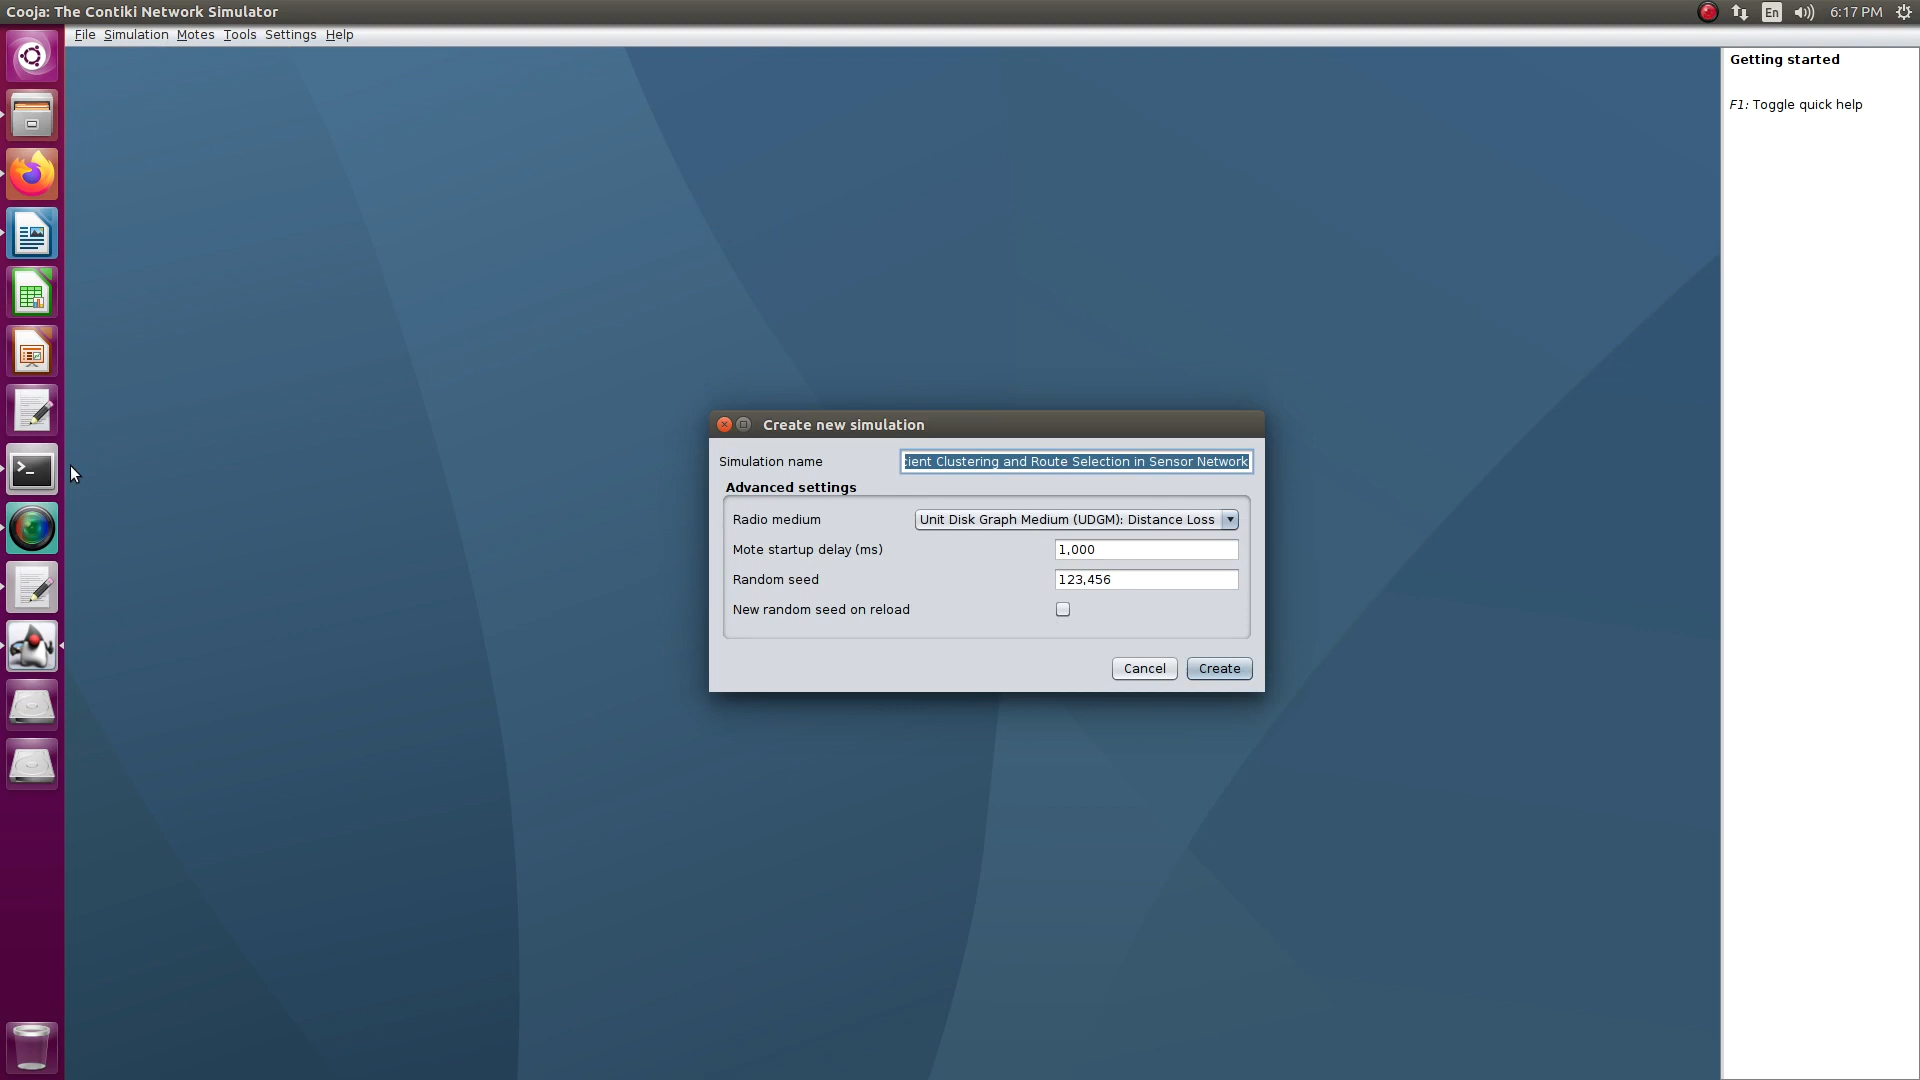 Cooja: The Contiki Network Simulator
En
6:17 PM
File Simulation Motes Tools Settings Help
Getting started
F1: Toggle quick help
Create new simulation
Simulation name
Clustering and Route Selection in Sensor Network
Advanced settings
Radio medium
Unit Disk Graph Medium (UDGM): Distance Loss
Mote startup delay (ms)
1,000
Random seed
123,456
New random seed on reload
Cancel
Create